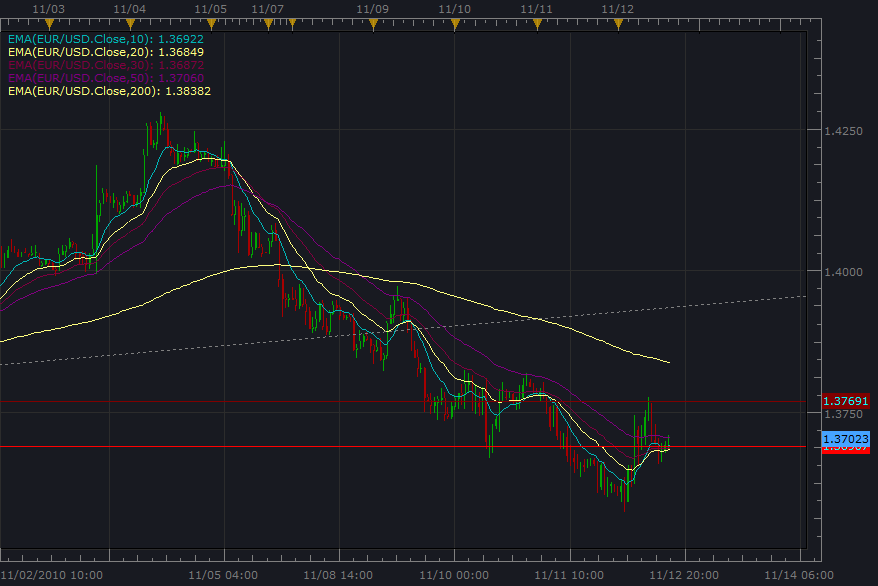 11/03 11/04 11/05 11/07 11/09 11/10 11/11 11/12
EMA(EUR/USD.Close,10): 1.36922
EMA(EUR/USD.Close,20): 1.36849
EMA(EUR/USD.Close,30): 1.36872
EMA(EUR/USD.Close,50): 1.37060
EMA(EUR/USD.Close,200): 1.38382
1.4250
1.4000
1.37691
1.3750
1.37023
11/02/2010 10:00 11/05 04:00 11/08 14:00 11/10 00:00 11/11 10:00 11/12 20:00 11/14 06:00